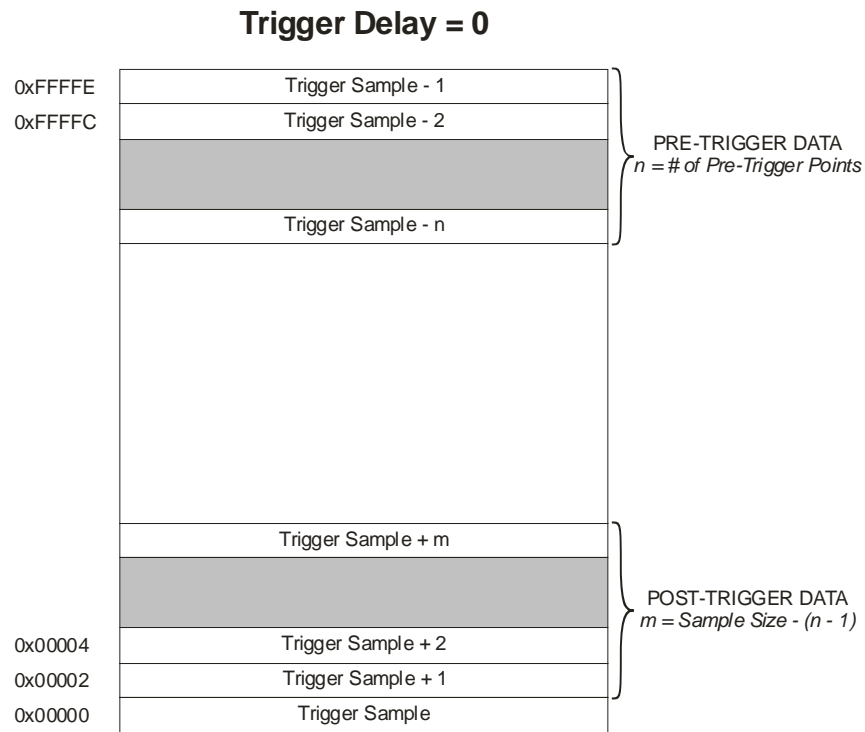 Trigger Delay = 0
0xFFFFE
Trigger Sample - 1
0xFFFFC
Trigger Sample - 2
PRE-TRIGGER DATA
n = # of Pre-Trigger Points
Trigger Sample - n
Trigger Sample + m
POST-TRIGGER DATA
m = Sample Size - (n - 1)
0x00004
Trigger Sample + 2
0x00002
Trigger Sample + 1
0x00000
Trigger Sample